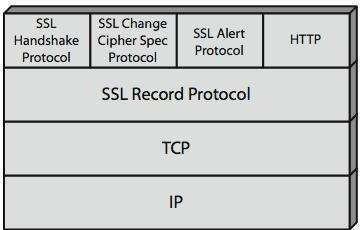 SSL
Handshake
Protocol
SSL Change
Cipher Spec
Protocol
SSL Alert
Protocol
HTTP
SSL Record Protocol
TCP
IP